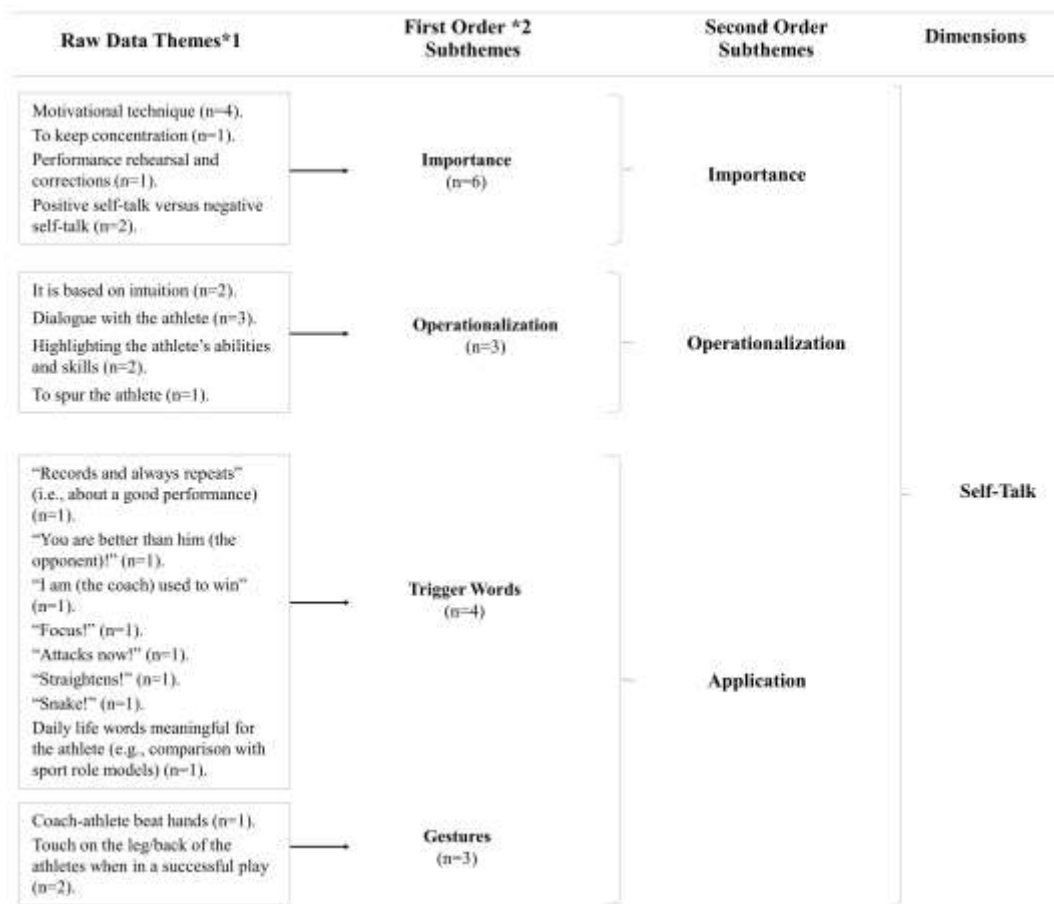 Raw Data Themes*1
First Order *2
Subthemes
Second Order
Subthemes
Dimensions
Motivational technique (n=4).
To keep concentration (n=1).
Performance rehearsal and
corrections (n=1).
Positive self-talk versus negative
self-talk (n=2).
Importance
(n=6)
Importance
It is based on intuition (n=2).
Dialogue with the athlete (n=3).
Highlighting the athlete's abilities
and skills (n=2).
To spur the athlete (n=1).
Operationalization
(n=3)
Operationalization
“Records and always repeats”
(i.e., about a good performance)
(n=1).
“You are better than him (the
opponent)!” (n=1).
“I am (the coach) used to win”
(n=1).
“Focus!” (n=1).
“Attacks now!” (n=1).
“Straightens!” (n=1).
“Snake!” (n=1).
Daily life words meaningful for
the athlete (e.g., comparison with
sport role models) (n=1).
Trigger Words
(n=4)
Application
Self-Talk
Coach-athlete beat hands (n=1).
Touch on the leg/back of the
athletes when in a successful play
(n=2).
Gestures
(n=3)